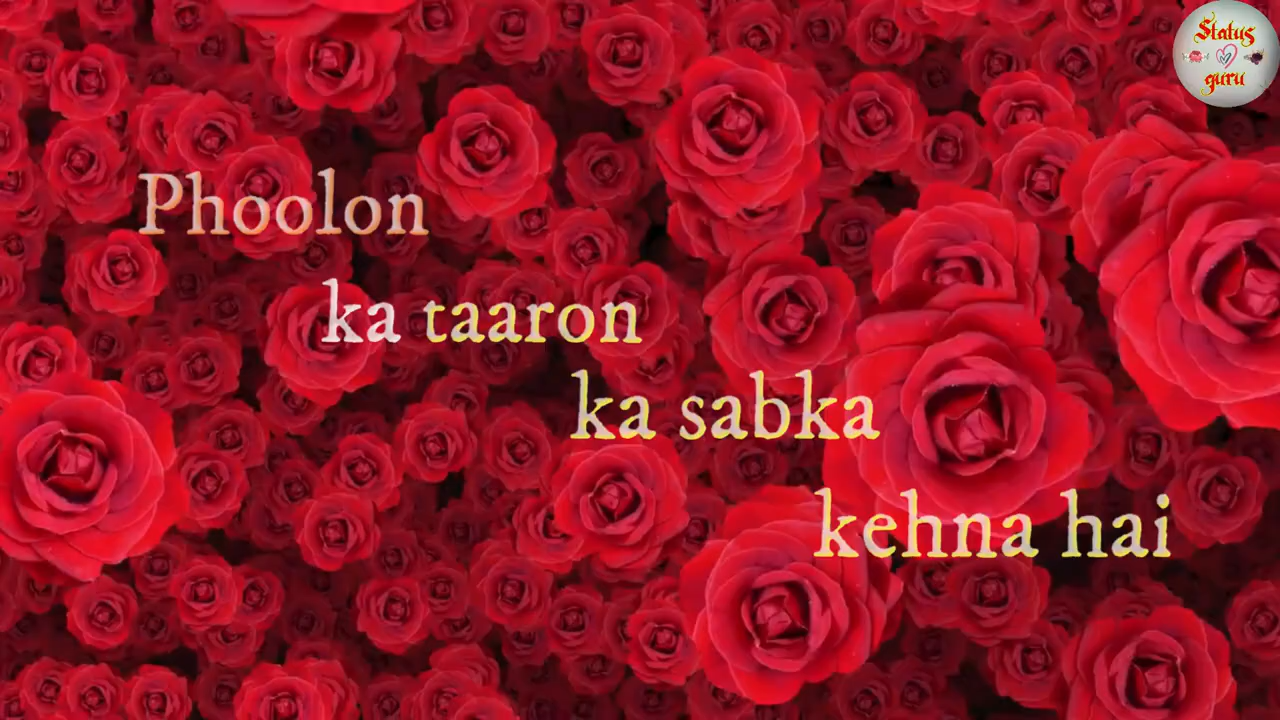 Status
guru
Phoolon
ka taaron
ka sabka
kehna hai